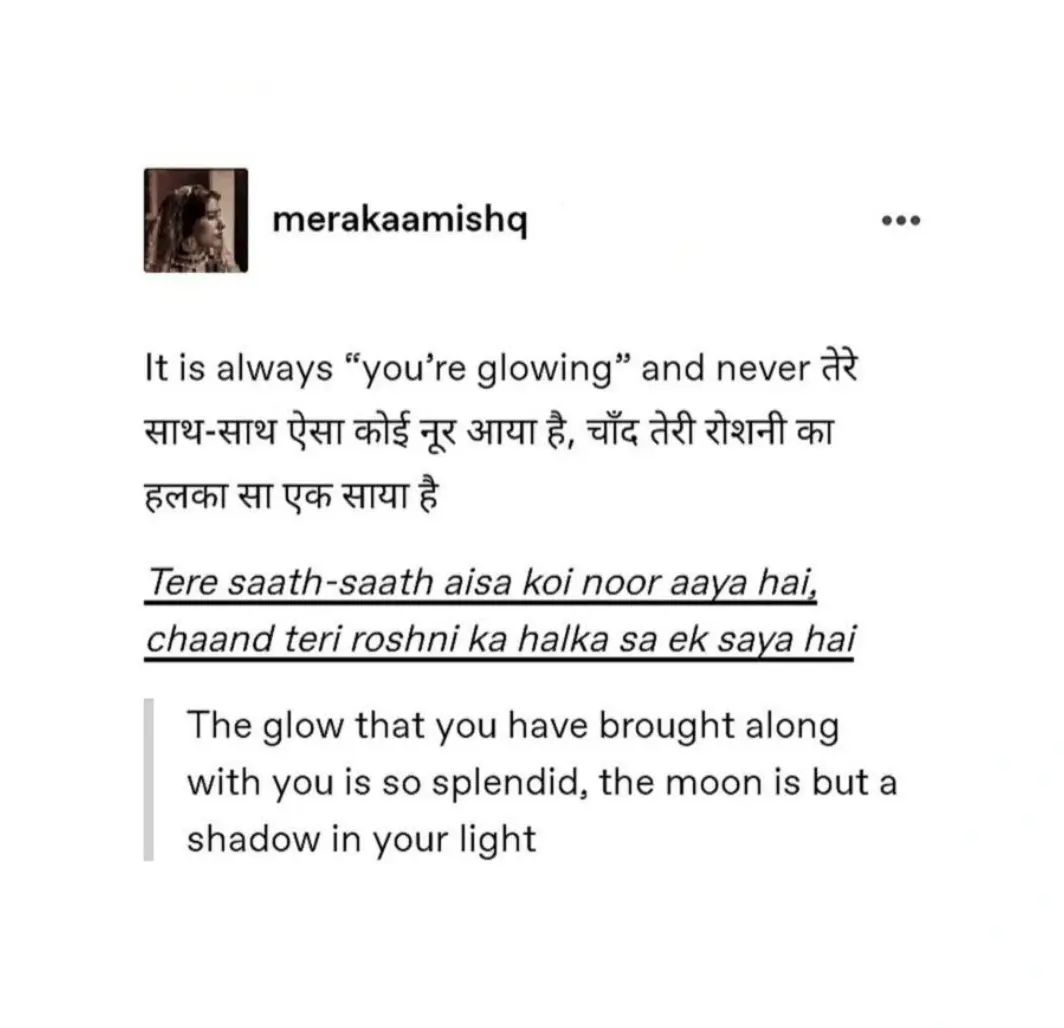 merakaamishq
It is always “you’re glowing” and never तेरे
साथ-साथ ऐसा कोई नूर आया है, चाँद तेरी रोशनी का
हलका सा एक साया है
Tere saath-saath aisa koi noor aaya hai,
chaand teri roshni ka halka sa ek saya hai
The glow that you have brought along
with you is so splendid, the moon is but a
shadow in your light